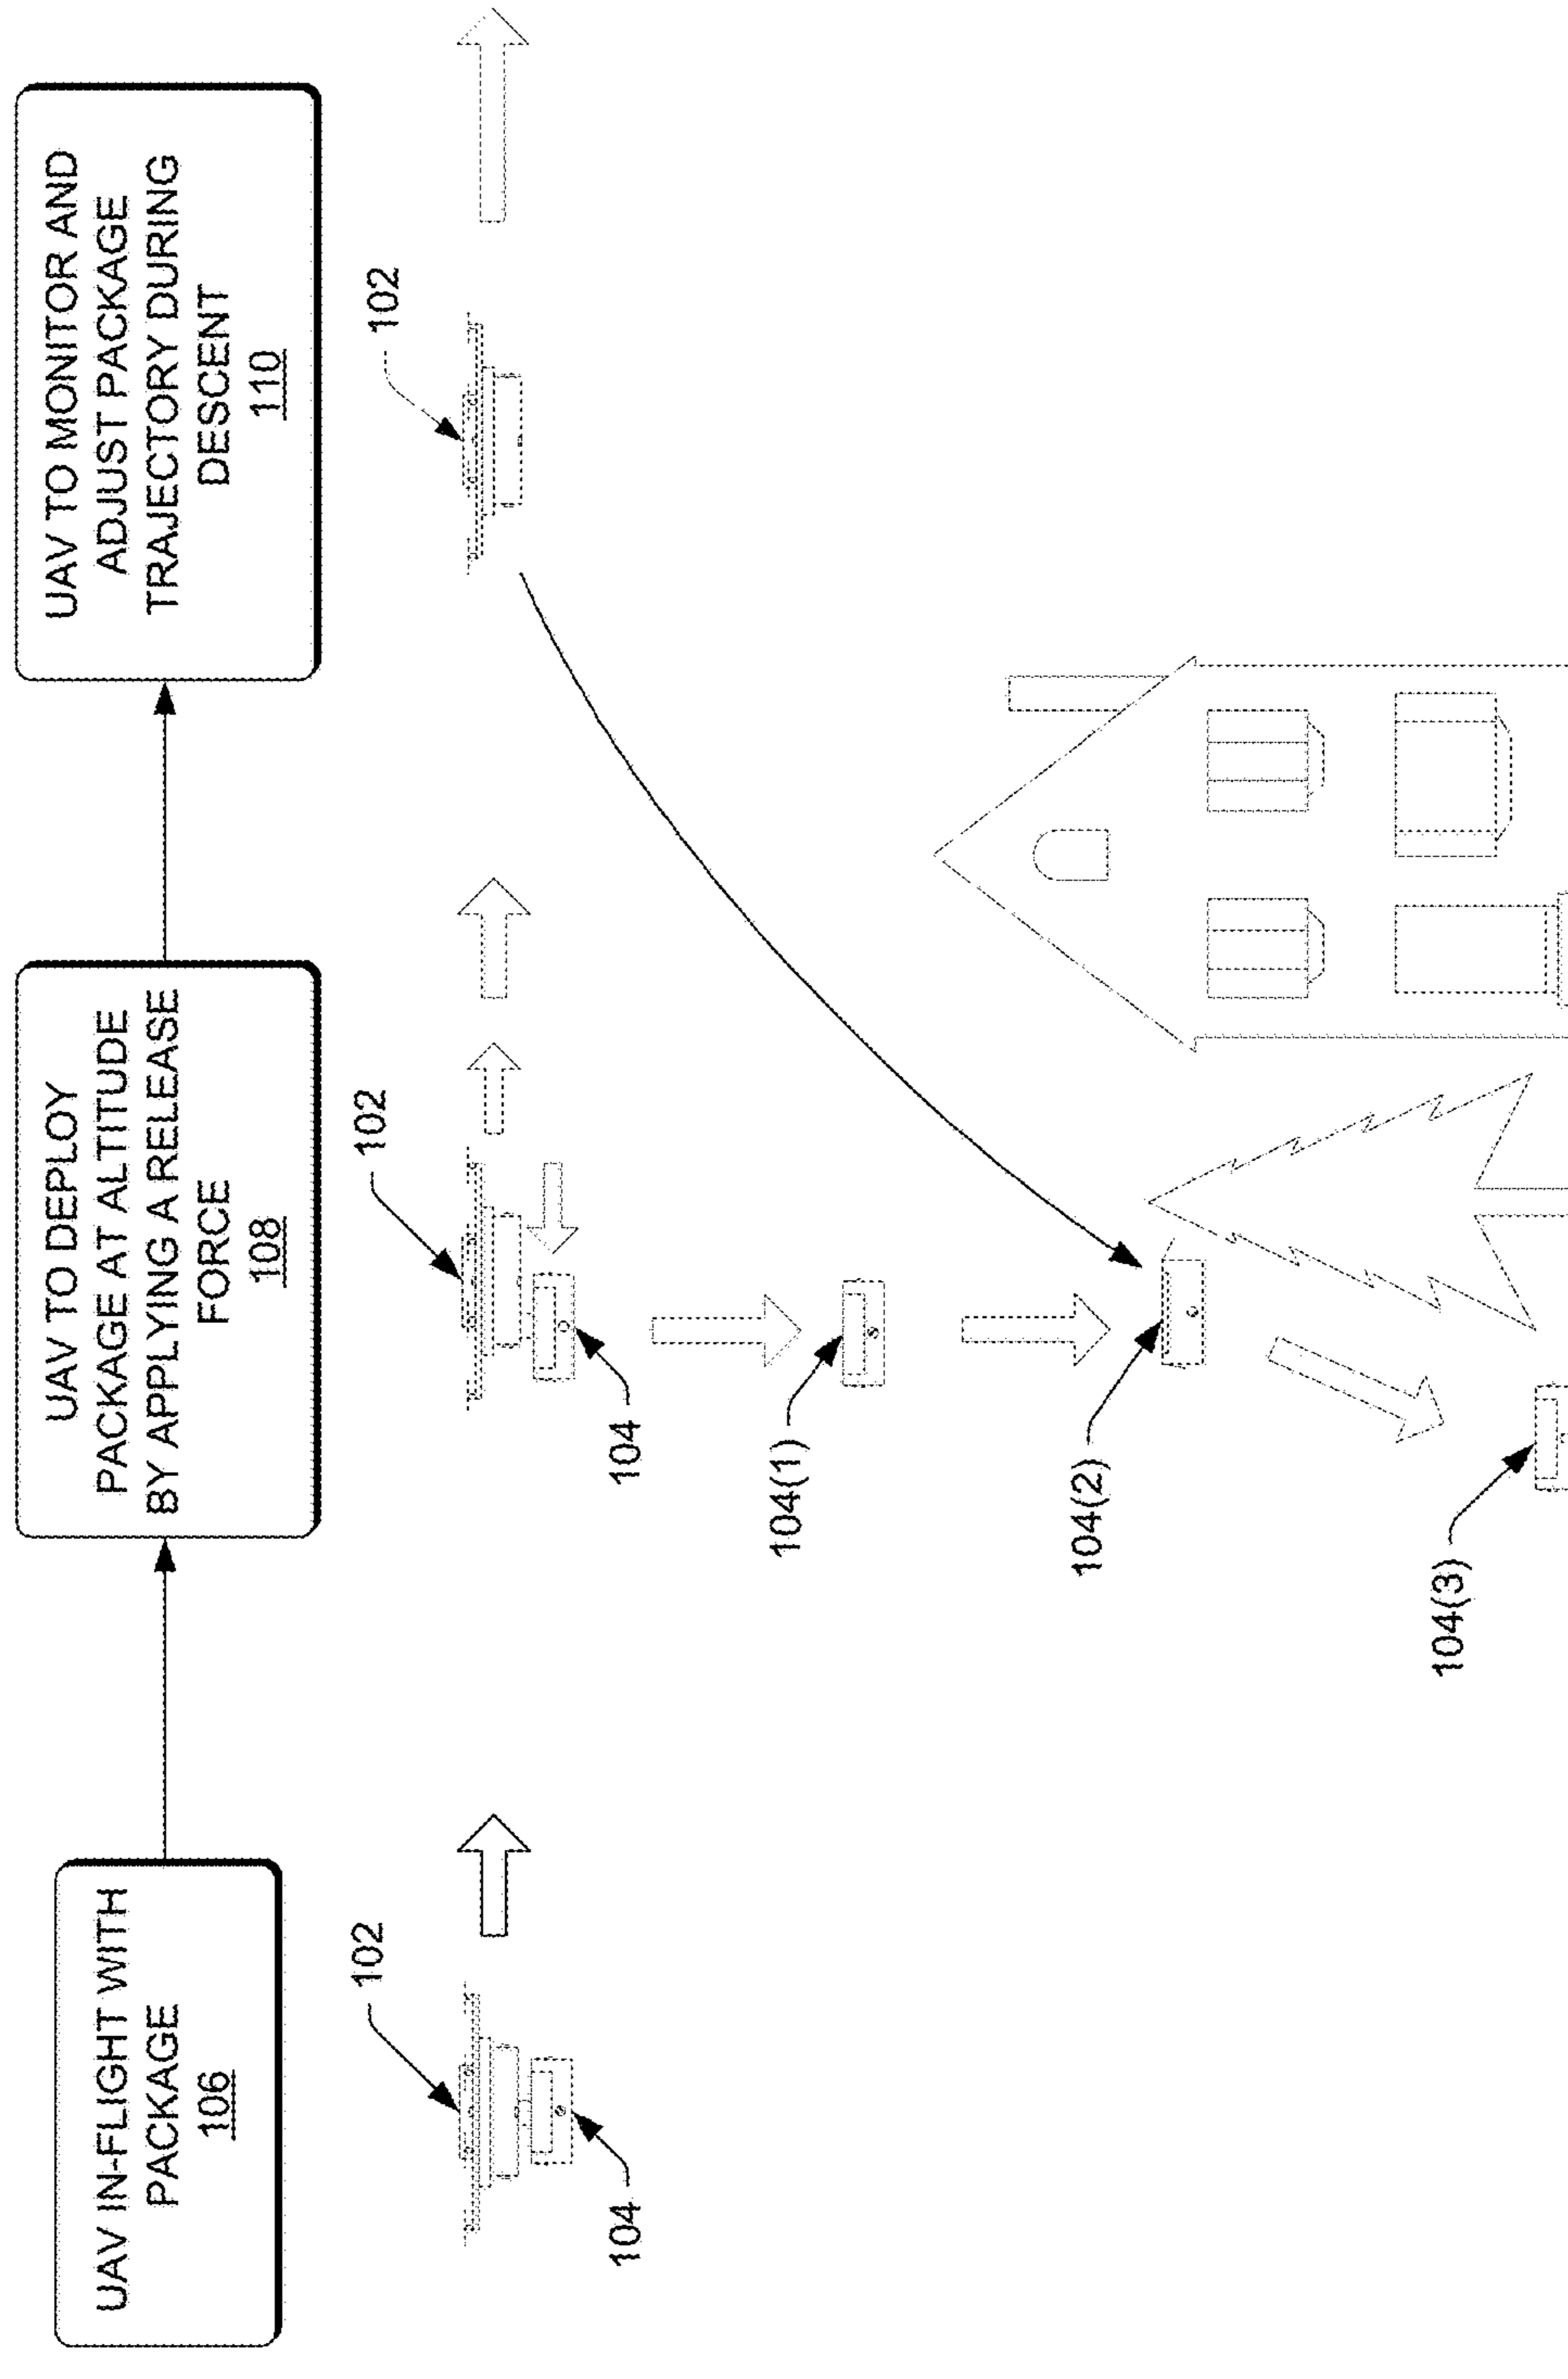 UAV IN-FLIGHT WITH
PACKAGE
106
UAV TO DEPLOY
PACKAGE AT ALTITUDE
BY APPLYING A RELEASE
FORCE
108
UAV TO MONITOR AND
ADJUST PACKAGE
TRAJECTORY DURING
DESCENT
110
102
104
102
104
102
104(1)
104(2)
104(3)